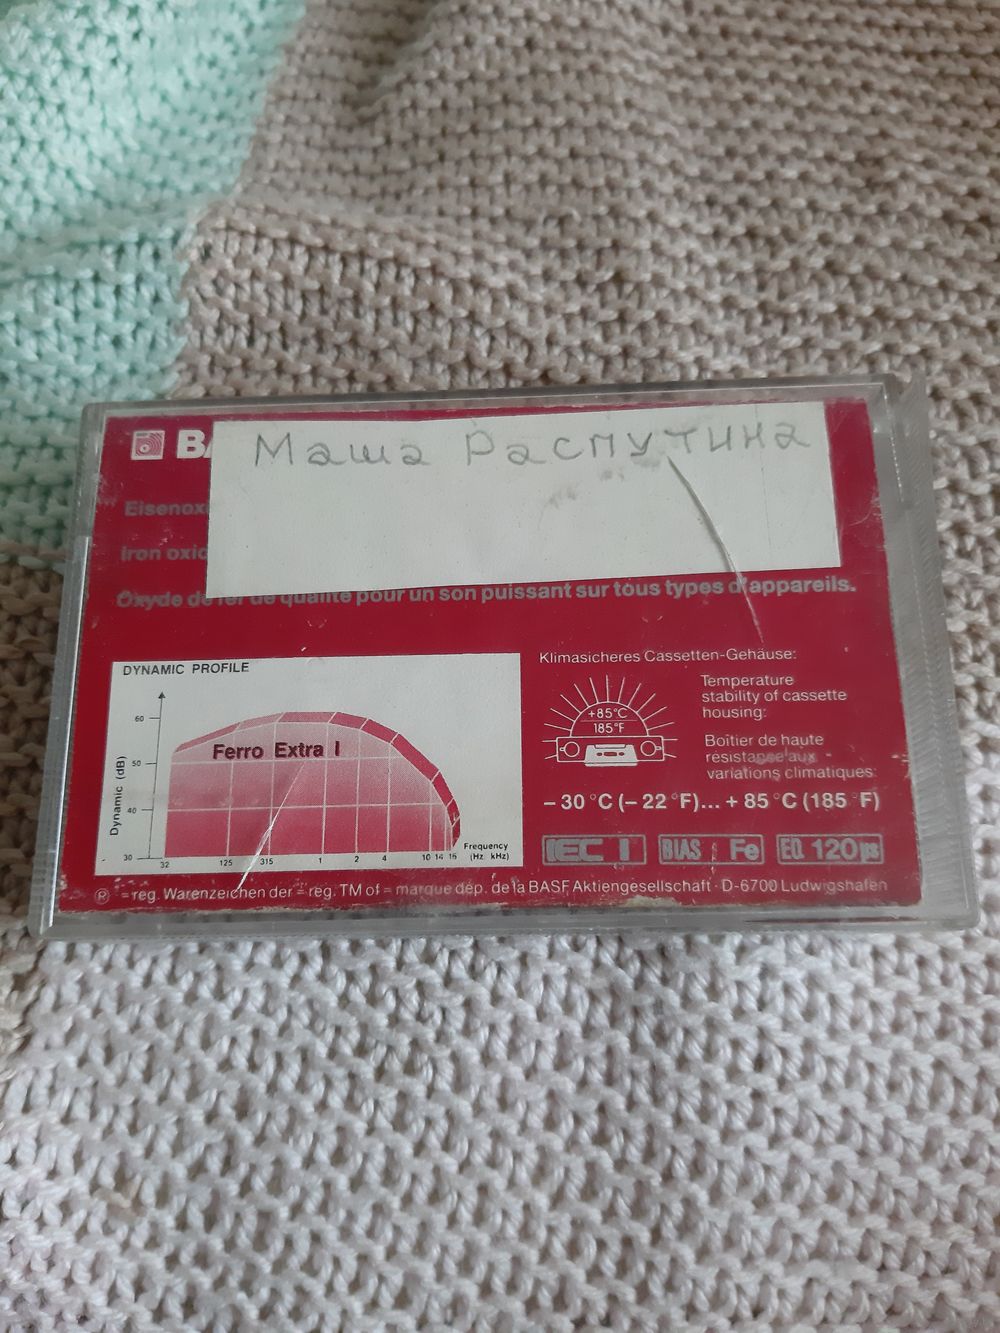 Маша Распутина
Oxyde de fer de qualité pour un son puissant sur tous types d'appareils.
DYNAMIC PROFILE
Dynamic (dB)
60
50
40
30
Ferro Extra I
32 125 315 1 2 4 10 14 16
Frequency
(Hz kHz)
Klimasicheres Cassetten-Gehäuse:
+85°C
185°F
Temperature
stability of cassette
housing:
Boîtier de haute
résistance aux
variations climatiques:
– 30 °C (– 22 °F)... + 85 °C (185 °F)
IEC I BIAS Fe EQ 120 µs
® = reg. Warenzeichen der = reg. TM of = marque dép. de la BASF Aktiengesellschaft · D-6700 Ludwigshafen